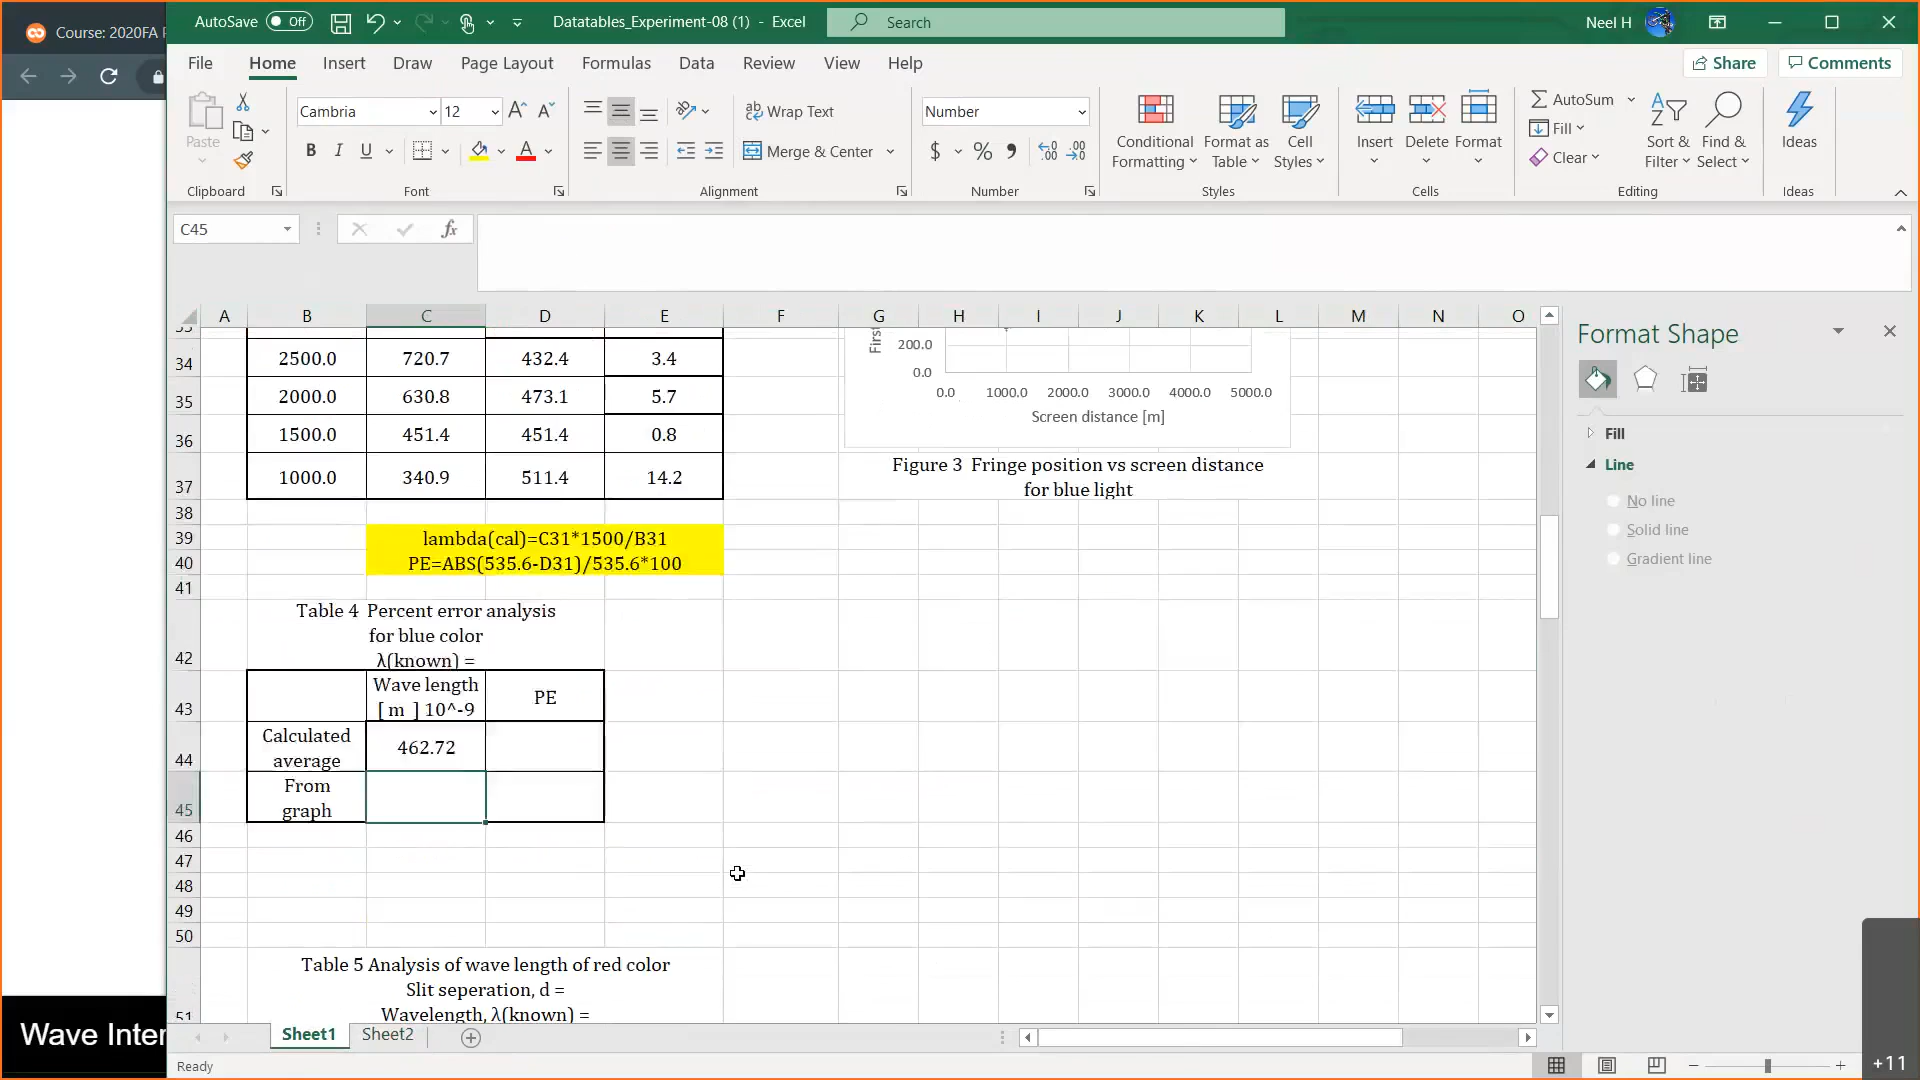 Course: 2020FA
AutoSave Off Datatables_Experiment-08 (1) - Excel Search Neel H
File Home Insert Draw Page Layout Formulas Data Review View Help Share Comments
Paste
Clipboard
Cambria 12
B I U A
Font
Wrap Text
Merge & Center
Alignment
Number
$ % 9
Number
Conditional Formatting
Format as Table
Cell Styles
Styles
Insert Delete Format
Cells
AutoSum
Fill
Clear
Sort & Filter
Find & Select
Editing
Ideas
Ideas
C45 fx
A B C D E F G H I J K L M N O
34 2500.0 720.7 432.4 3.4
35 2000.0 630.8 473.1 5.7
36 1500.0 451.4 451.4 0.8
37 1000.0 340.9 511.4 14.2
38
39 lambda(cal)=C31*1500/B31
40 PE=ABS(535.6-D31)/535.6*100
41
Table 4 Percent error analysis
for blue color
42 λ(known) =
43 Wave length [ m ] 10^-9 PE
44 Calculated average 462.72
45 From graph
46
47
48
49
50
Table 5 Analysis of wave length of red color
Slit seperation, d =
51 Wavelength, λ(known) =
First
200.0
0.0
0.0 1000.0 2000.0 3000.0 4000.0 5000.0
Screen distance [m]
Figure 3 Fringe position vs screen distance
for blue light
Format Shape
Fill
Line
No line
Solid line
Gradient line
Sheet1 Sheet2
Ready
Wave Inter
+11